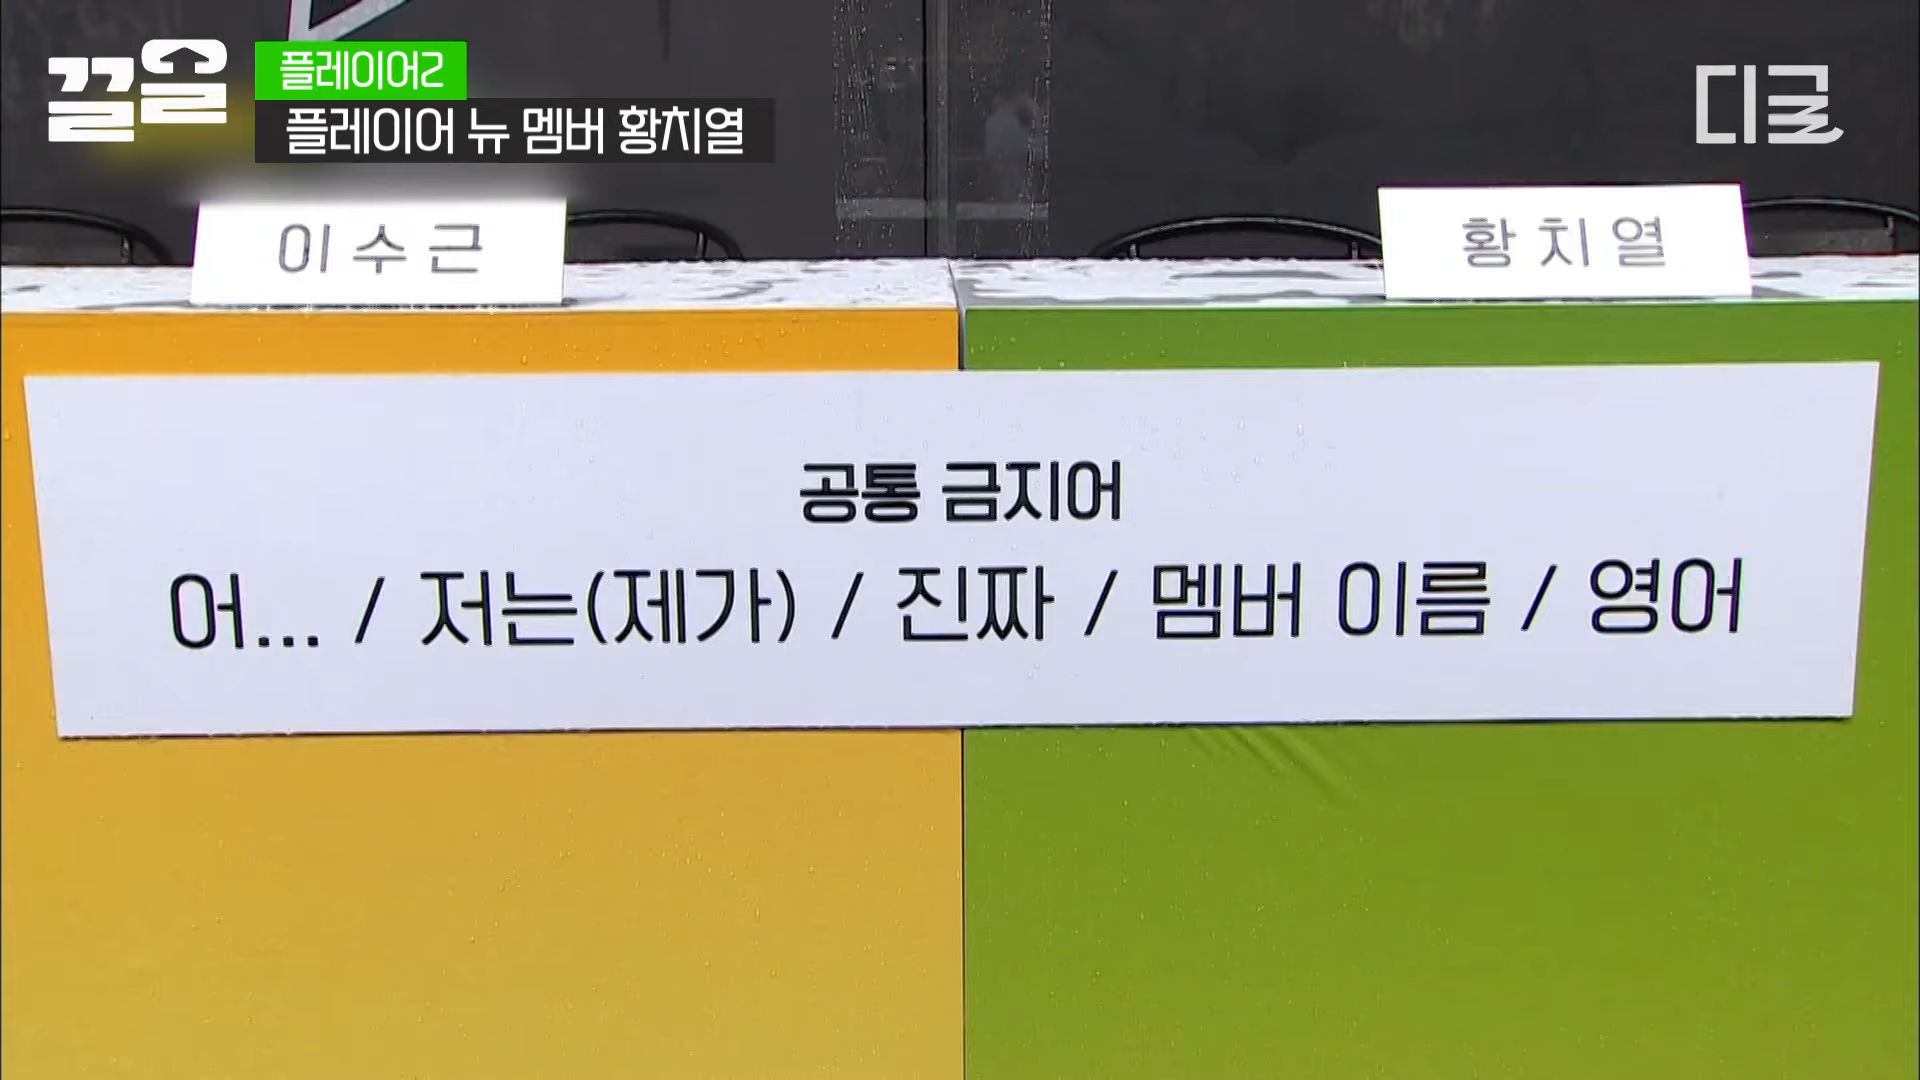 끌올
플레이어2
플레이어 뉴 멤버 황치열
디글
이수근
황치열
공통 금지어
어... / 저는(제가) / 진짜 / 멤버 이름 / 영어